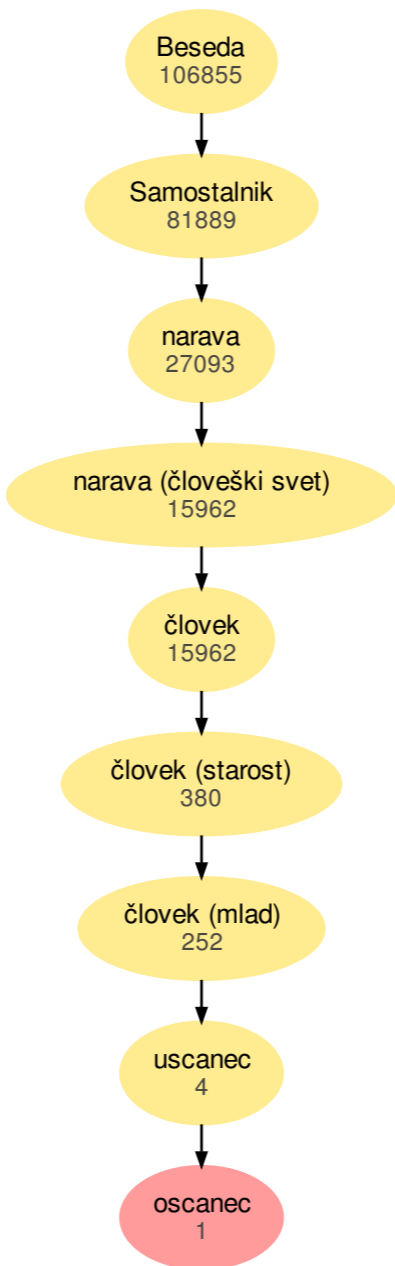 Beseda
106855
Samostalnik
81889
narava
27093
narava (človeški svet)
15962
človek
15962
človek (starost)
380
človek (mlad)
252
uscanec
4
oscanec
1